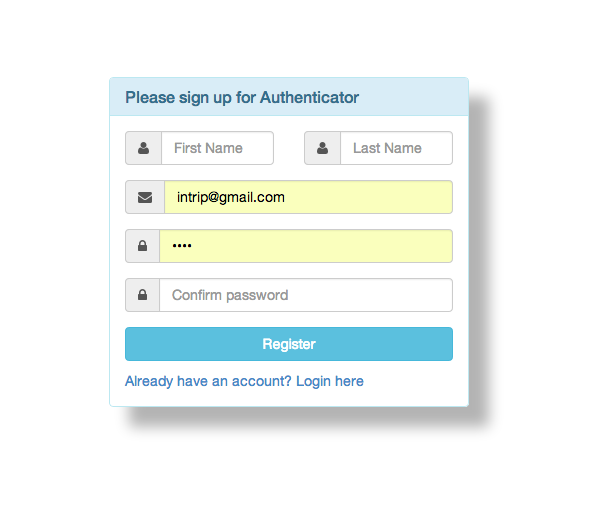 Please sign up for Authenticator
First Name Last Name
intrip@gmail.com
••••
Confirm password
Register
Already have an account? Login here